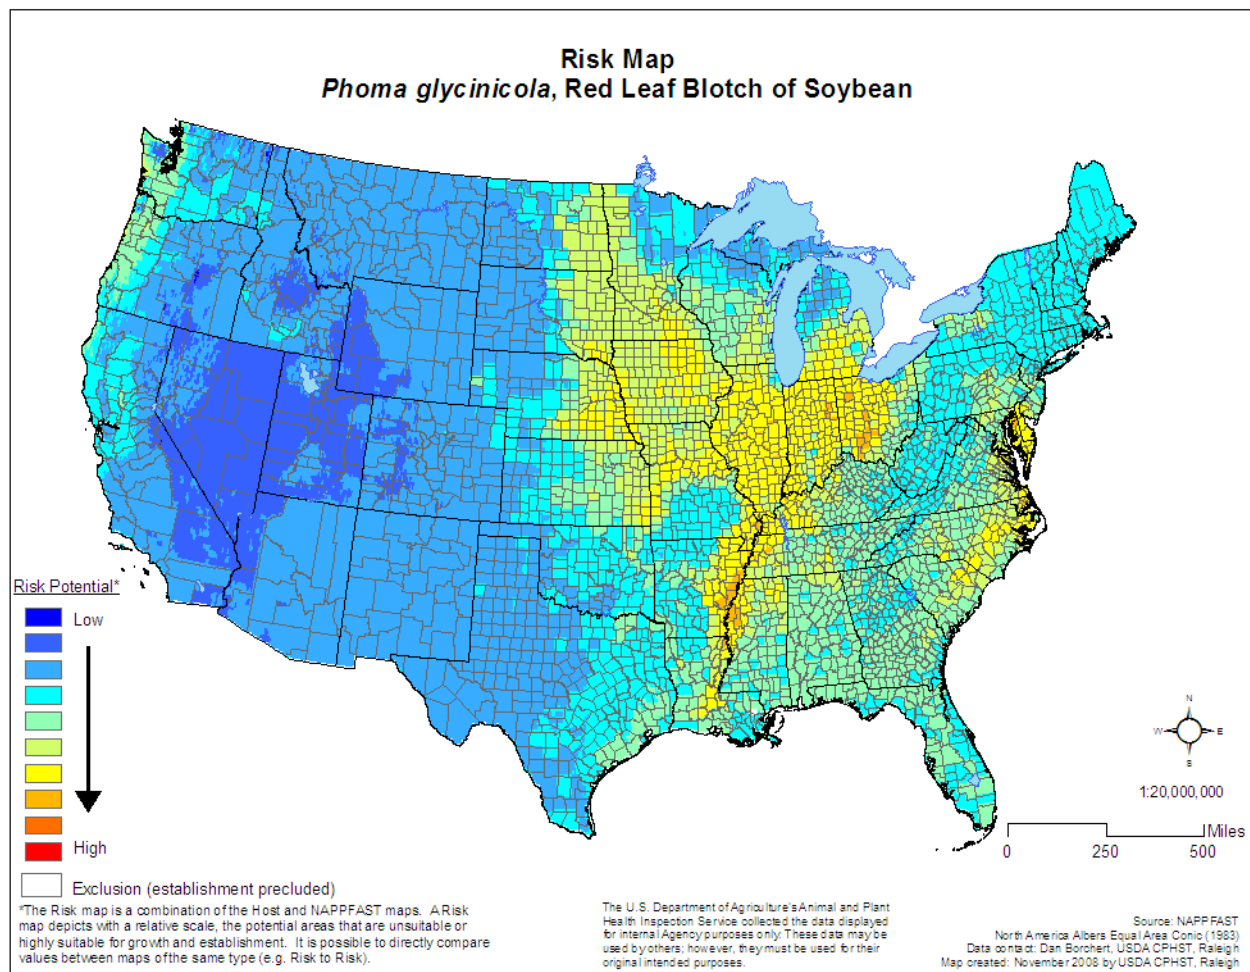 Risk Map
Phoma glycinicola, Red Leaf Blotch of Soybean
Risk Potential*
Low
High
Exclusion (establishment precluded)
*The Risk map is a combination of the Host and NAPPFAST maps. A Risk
map depicts with a relative scale, the potential areas that are unsuitable or
highly suitable for growth and establishment. It is possible to directly compare
values between maps of the same type (e.g. Risk to Risk).
The U.S. Department of Agriculture's Animal and Plant
Health Inspection Service collected the data displayed
for internal Agency purposes only. These data may be
used by others; however, they must be used for their
original intended purposes.
N
W E
S
1:20,000,000
Miles
0 250 500
Source: NAPPFAST
North America Albers Equal Area Conic (1983)
Data contact: Dan Borchert, USDA CPHST, Raleigh
Map created: November 2008 by USDA CPHST, Raleigh